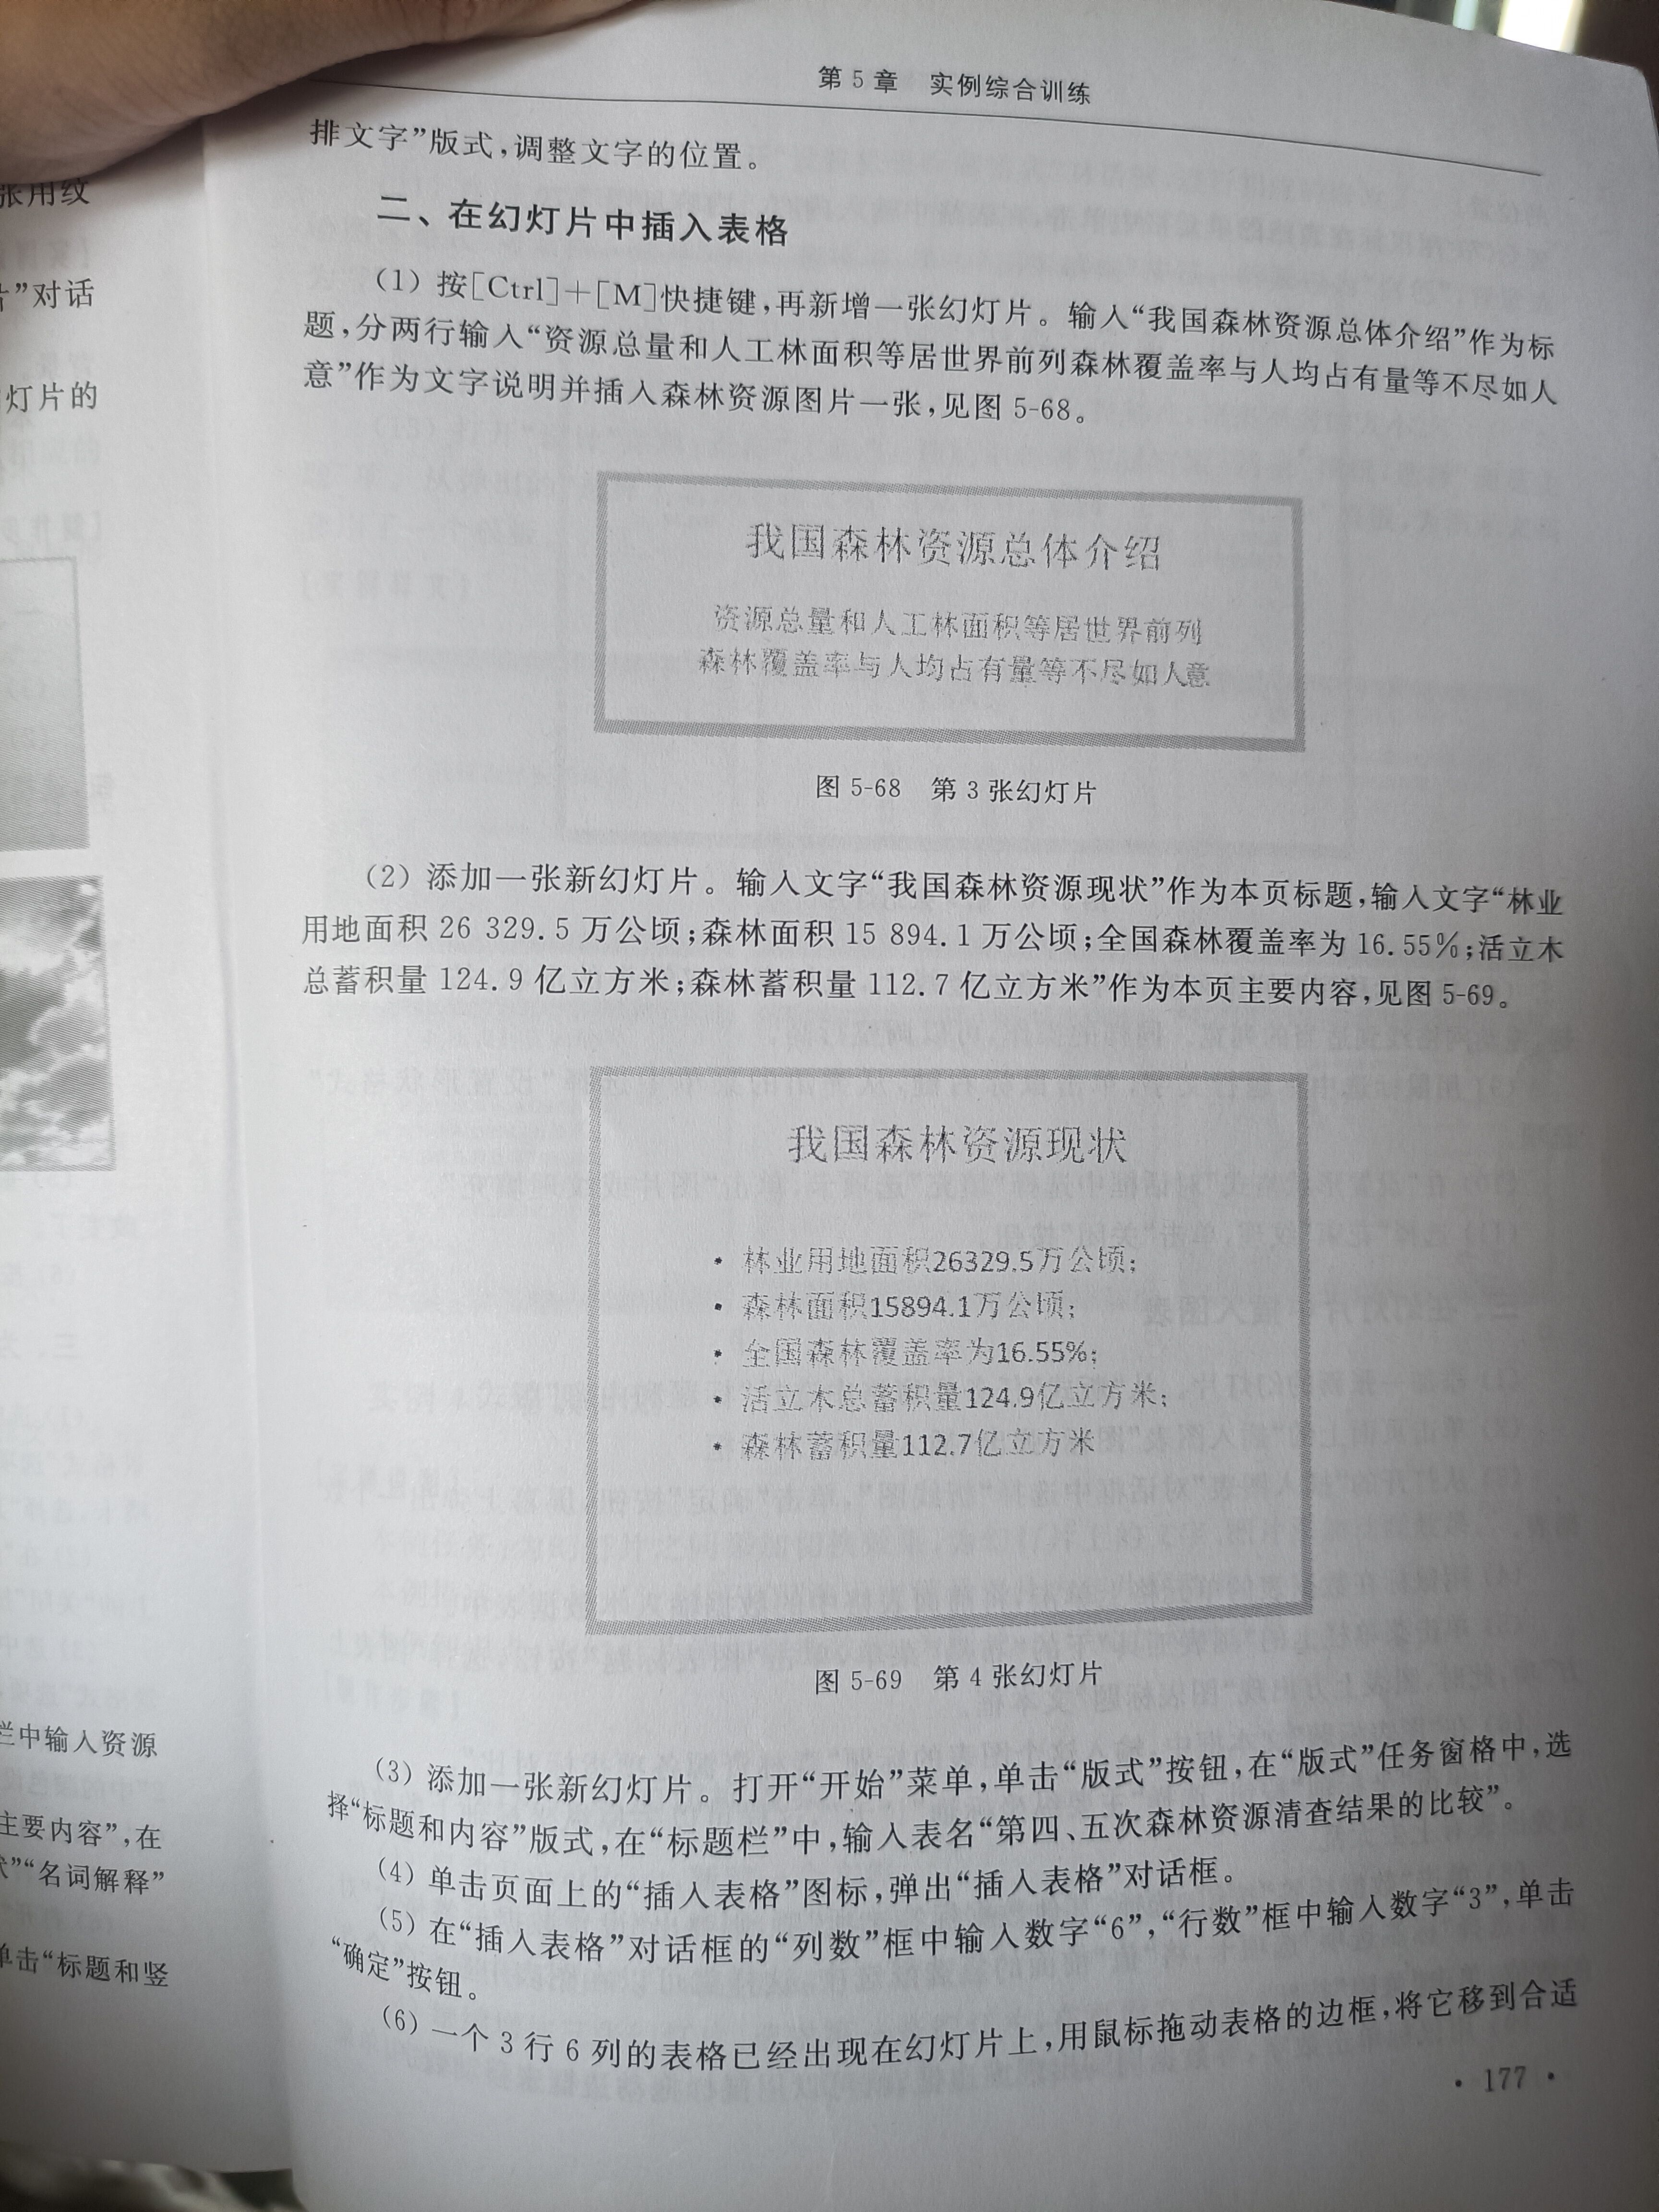 第5章 实例综合训练
排文字”版式,调整文字的位置。
二、在幻灯片中插入表格
(1) 按[Ctrl]+[M]快捷键,再新增一张幻灯片。输入“我国森林资源总体介绍”作为标
题,分两行输入“资源总量和人工林面积等居世界前列森林覆盖率与人均占有量等不尽如人
意”作为文字说明并插入森林资源图片一张,见图 5-68。
我国森林资源总体介绍
资源总量和人工林面积等居世界前列
森林覆盖率与人均占有量等不尽如人意
图 5-68 第 3 张幻灯片
(2) 添加一张新幻灯片。输入文字“我国森林资源现状”作为本页标题,输入文字“林业
用地面积 26 329.5 万公顷;森林面积 15 894.1 万公顷;全国森林覆盖率为 16.55%;活立木
总蓄积量 124.9 亿立方米;森林蓄积量 112.7 亿立方米”作为本页主要内容,见图 5-69。
我国森林资源现状
• 林业用地面积26329.5万公顷;
• 森林面积15894.1万公顷;
• 全国森林覆盖率为16.55%;
• 活立木总蓄积量124.9亿立方米;
• 森林蓄积量112.7亿立方米
图 5-69 第 4 张幻灯片
(3) 添加一张新幻灯片。打开“开始”菜单,单击“版式”按钮,在“版式”任务窗格中,选
择“标题和内容”版式,在“标题栏”中,输入表名“第四、五次森林资源清查结果的比较”。
(4) 单击页面上的“插入表格”图标,弹出“插入表格”对话框。
(5) 在“插入表格”对话框的“列数”框中输入数字“6”,“行数”框中输入数字“3”,单击
“确定”按钮。
(6) 一个 3 行 6 列的表格已经出现在幻灯片上,用鼠标拖动表格的边框,将它移到合适
• 177 •
张用纹
”对话
灯片的
栏中输入资源
主要内容”,在
”“名词解释”
单击“标题和竖